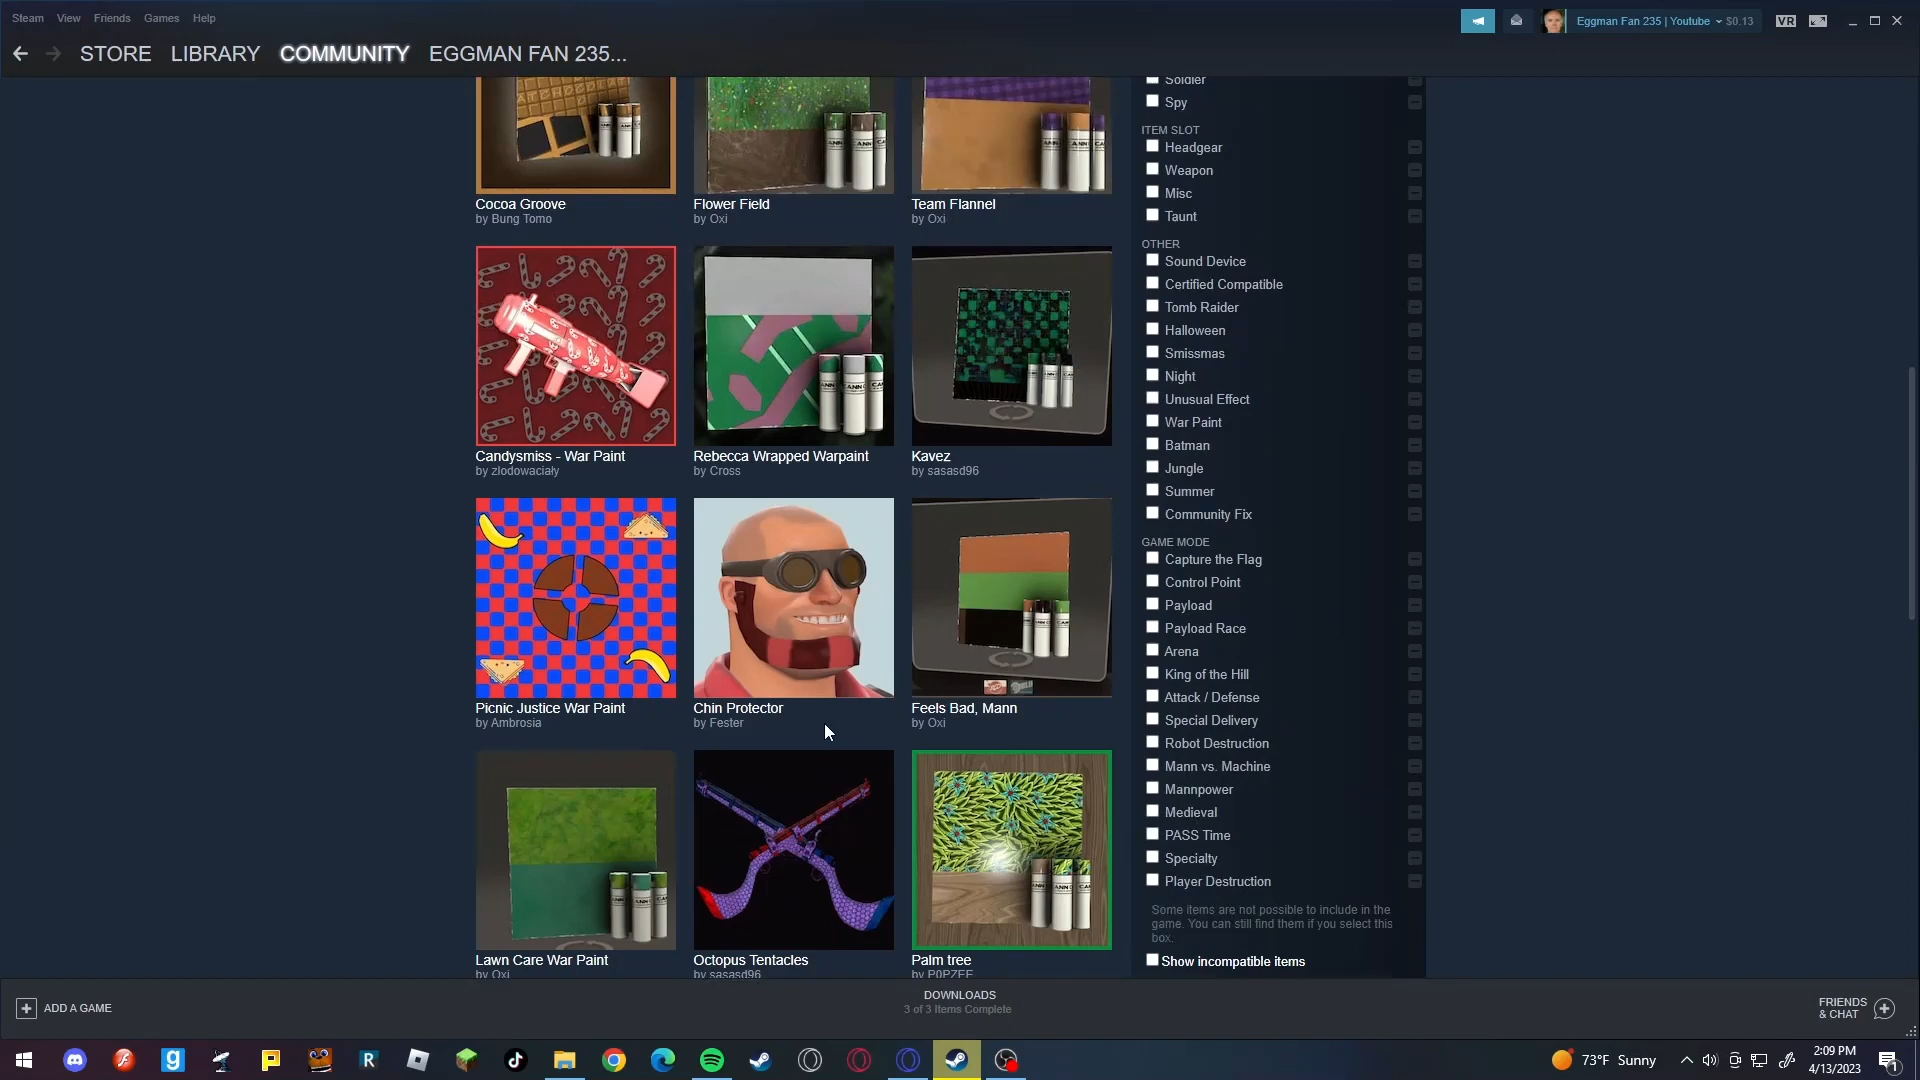 Steam View Friends Games Help
Eggman Fan 235 | Youtube $0.13
VR
STORE LIBRARY COMMUNITY EGGMAN FAN 235...
Cocoa Groove
by Bung Tomo
Flower Field
by Oxi
Team Flannel
by Oxi
Candysmiss - War Paint
by zlodowaciały
Rebecca Wrapped Warpaint
by Cross
Kavez
by sasasd96
Picnic Justice War Paint
by Ambrosia
Chin Protector
by Fester
Feels Bad, Mann
by Oxi
Lawn Care War Paint
by Oxi
Octopus Tentacles
by sasasd96
Palm tree
by P0PZEE
Soldier
Spy
ITEM SLOT
Headgear
Weapon
Misc
Taunt
OTHER
Sound Device
Certified Compatible
Tomb Raider
Halloween
Smissmas
Night
Unusual Effect
War Paint
Batman
Jungle
Summer
Community Fix
GAME MODE
Capture the Flag
Control Point
Payload
Payload Race
Arena
King of the Hill
Attack / Defense
Special Delivery
Robot Destruction
Mann vs. Machine
Mannpower
Medieval
PASS Time
Specialty
Player Destruction
Some items are not possible to include in the
game. You can still find them if you select this
box.
Show incompatible items
ADD A GAME
DOWNLOADS
3 of 3 Items Complete
FRIENDS
& CHAT
73°F Sunny
2:09 PM
4/13/2023
1